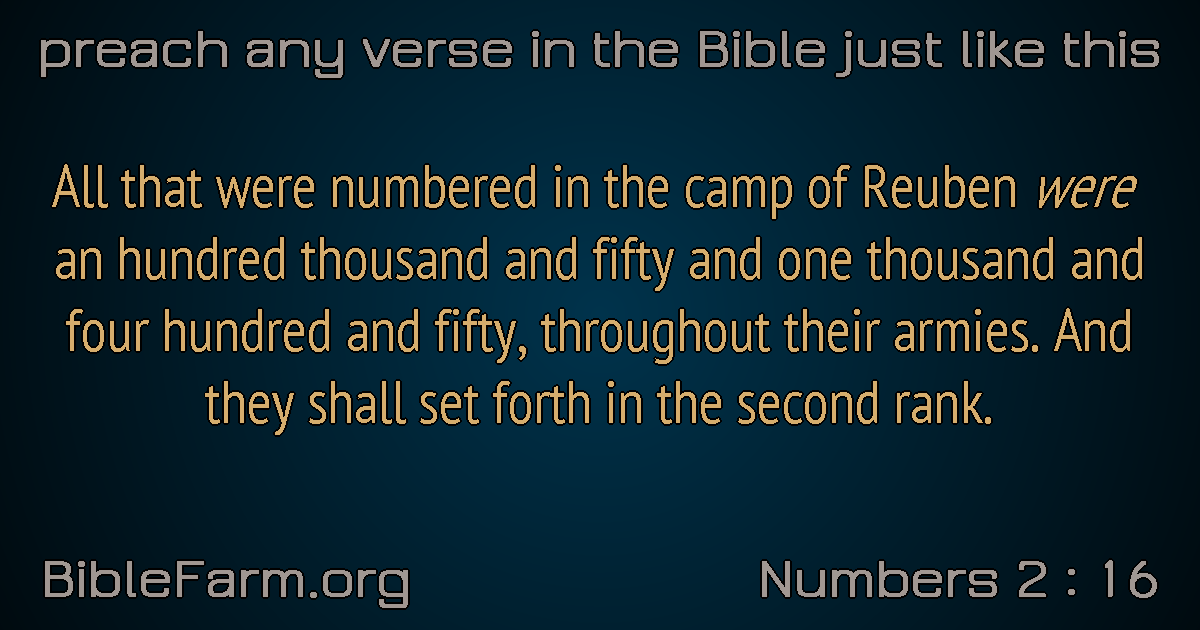 preach any verse in the Bible just like this
All that were numbered in the camp of Reuben were
an hundred thousand and fifty and one thousand and
four hundred and fifty, throughout their armies. And
they shall set forth in the second rank.
BibleFarm.org
Numbers 2 : 16